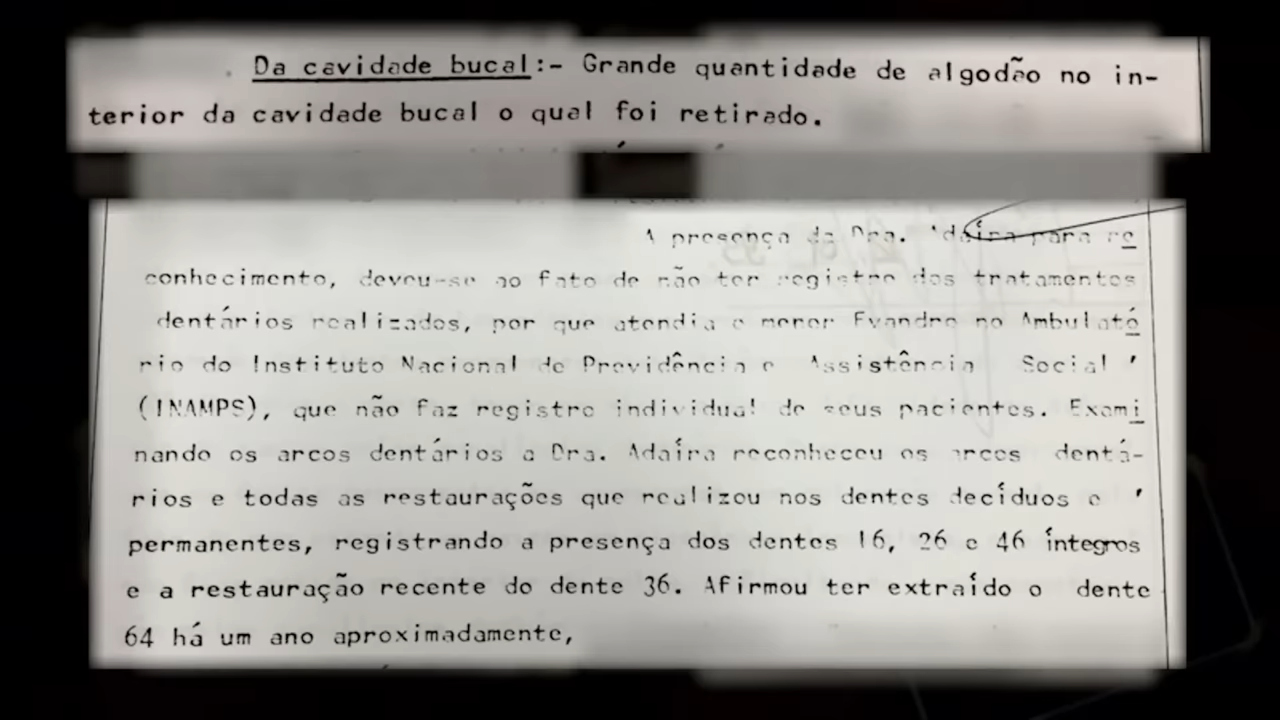 Da cavidade bucal:- Grande quantidade de algodão no in-
terior da cavidade bucal o qual foi retirado.
A presença da Dra. Adaíra para re
conhecimento, deveu-se ao fato de não ter registro dos tratamentos
dentários realizados, por que atendia o menor Evandro no Ambulató
rio do Instituto Nacional de Previdência e Assistência Social '
(INAMPS), que não faz registro individual de seus pacientes. Exami
nando os arcos dentários a Dra. Adaíra reconheceu os arcos dentá-
rios e todas as restaurações que realizou nos dentes decíduos e '
permanentes, registrando a presença dos dentes 16, 26 e 46 íntegros
e a restauração recente do dente 36. Afirmou ter extraído o dente
64 há um ano aproximadamente,